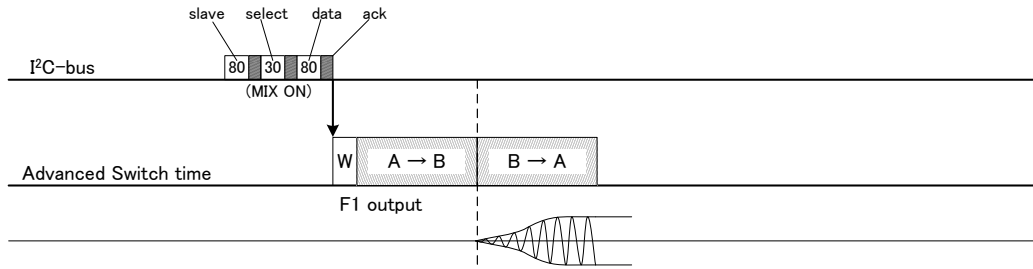 slave select data ack
I²C-bus 80 30 80
(MIX ON)
Advanced Switch time W A → B B → A
F1 output